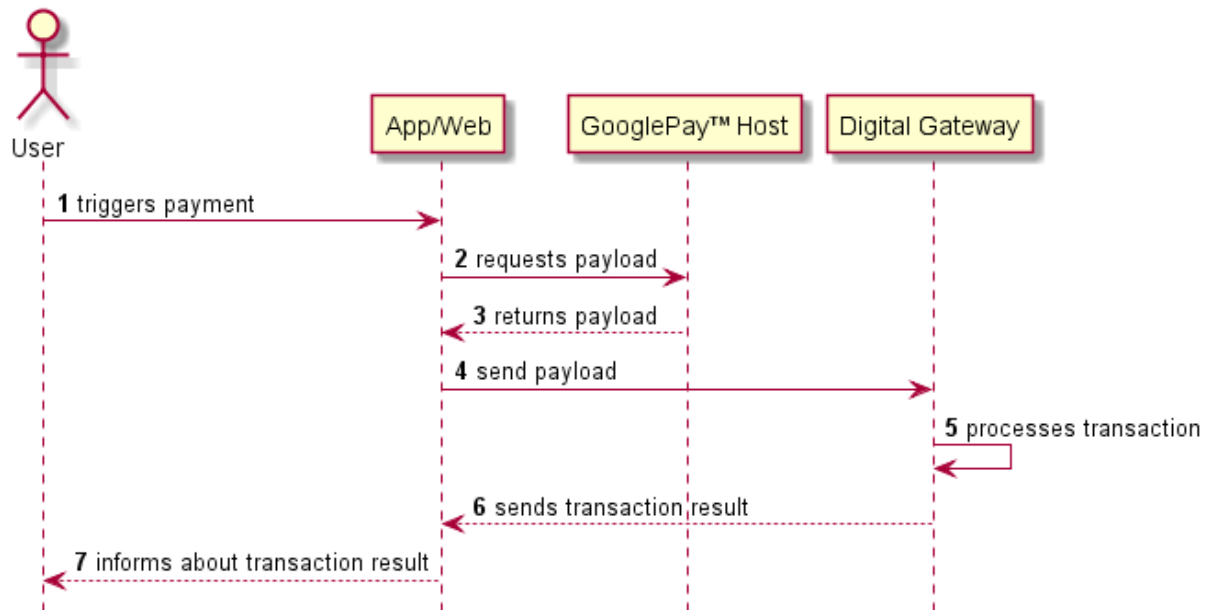 User
App/Web
GooglePay™ Host
Digital Gateway
1 triggers payment
2 requests payload
3 returns payload
4 send payload
5 processes transaction
6 sends transaction result
7 informs about transaction result